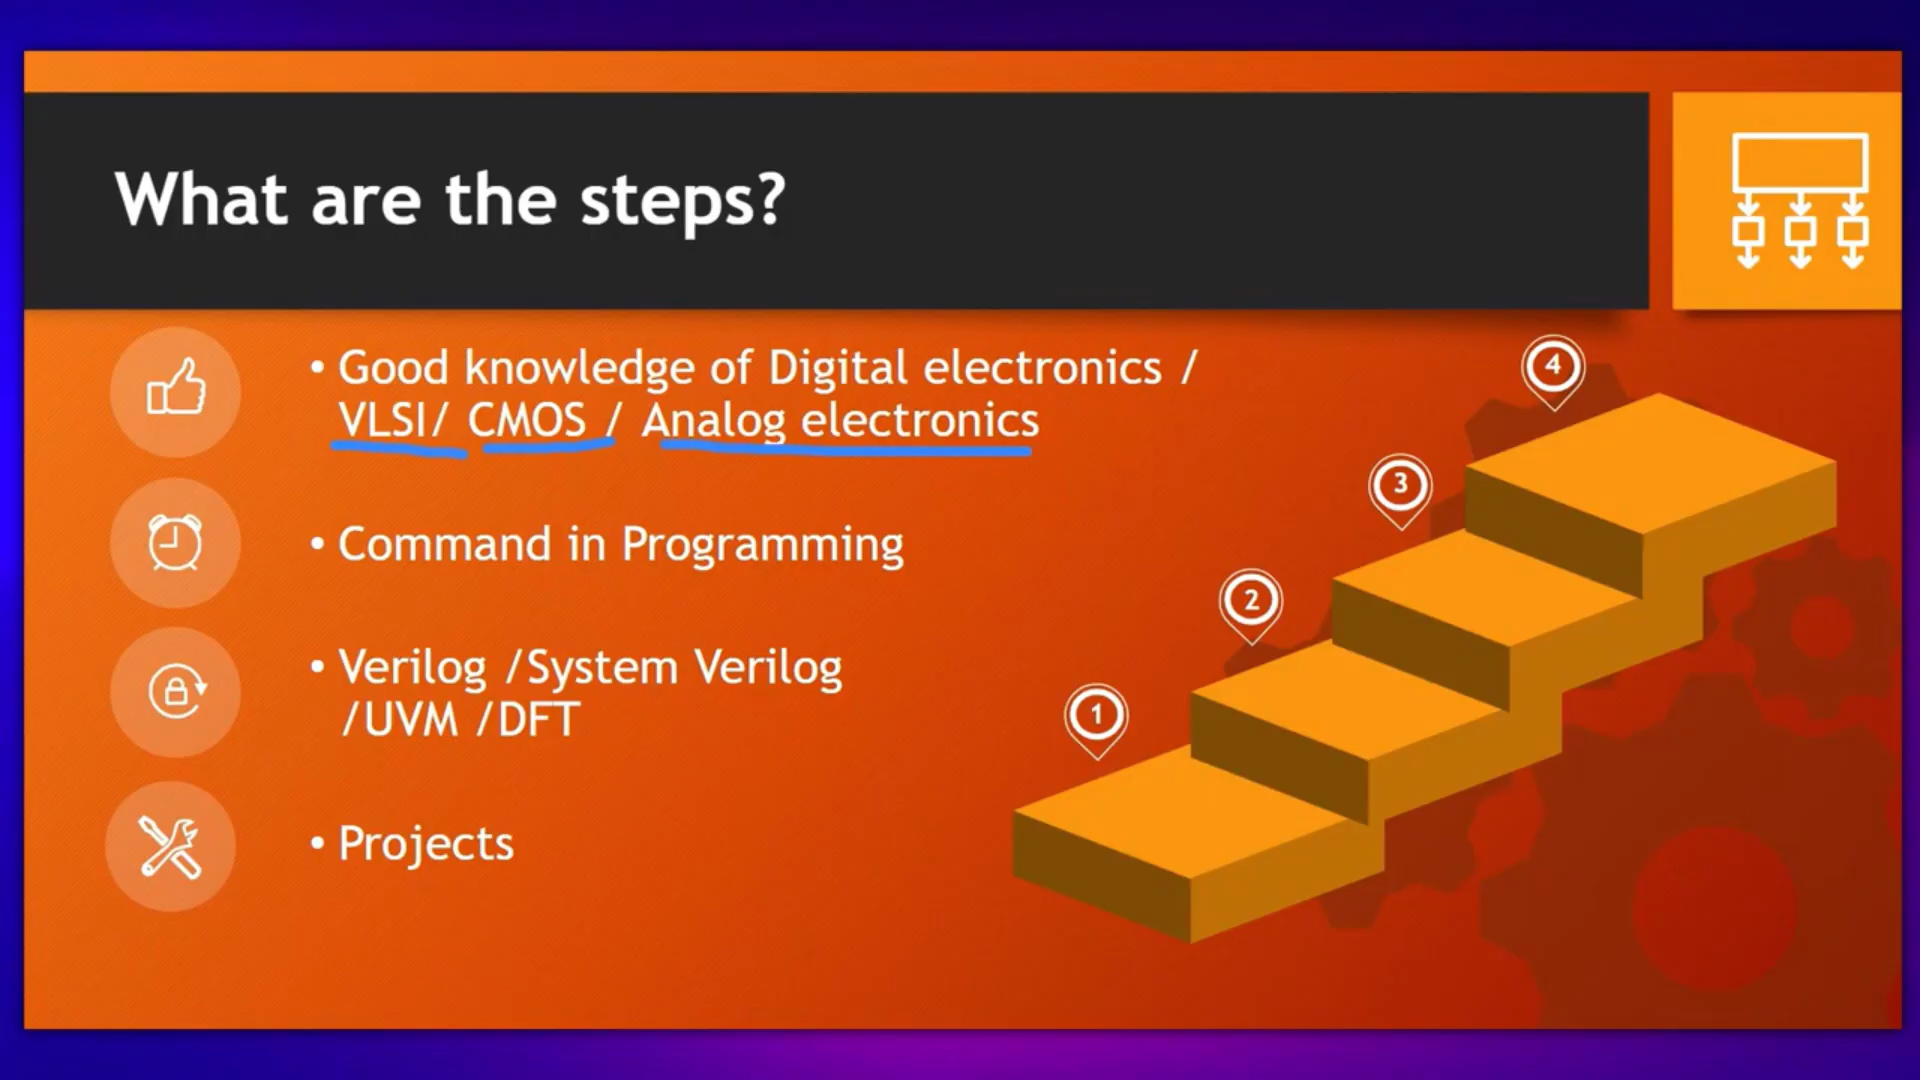 What are the steps?
• Good knowledge of Digital electronics /
VLSI/ CMOS / Analog electronics
• Command in Programming
• Verilog /System Verilog
/UVM /DFT
• Projects
4
3
2
1